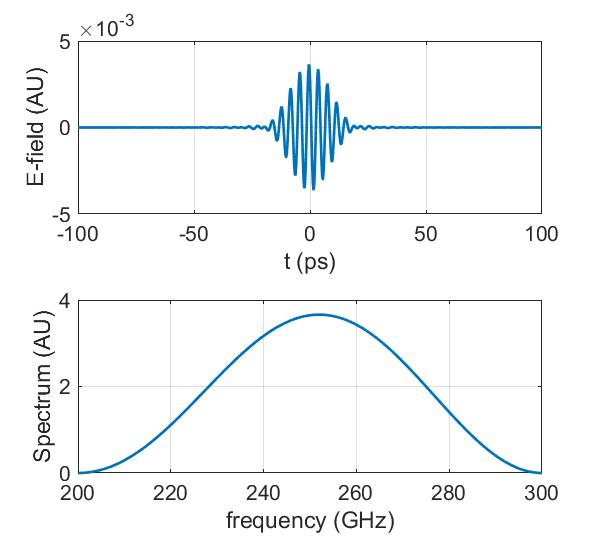 ×10-3
5
0
-5
E-field (AU)
-100 -50 0 50 100
t (ps)
4
2
0
Spectrum (AU)
200 220 240 260 280 300
frequency (GHz)